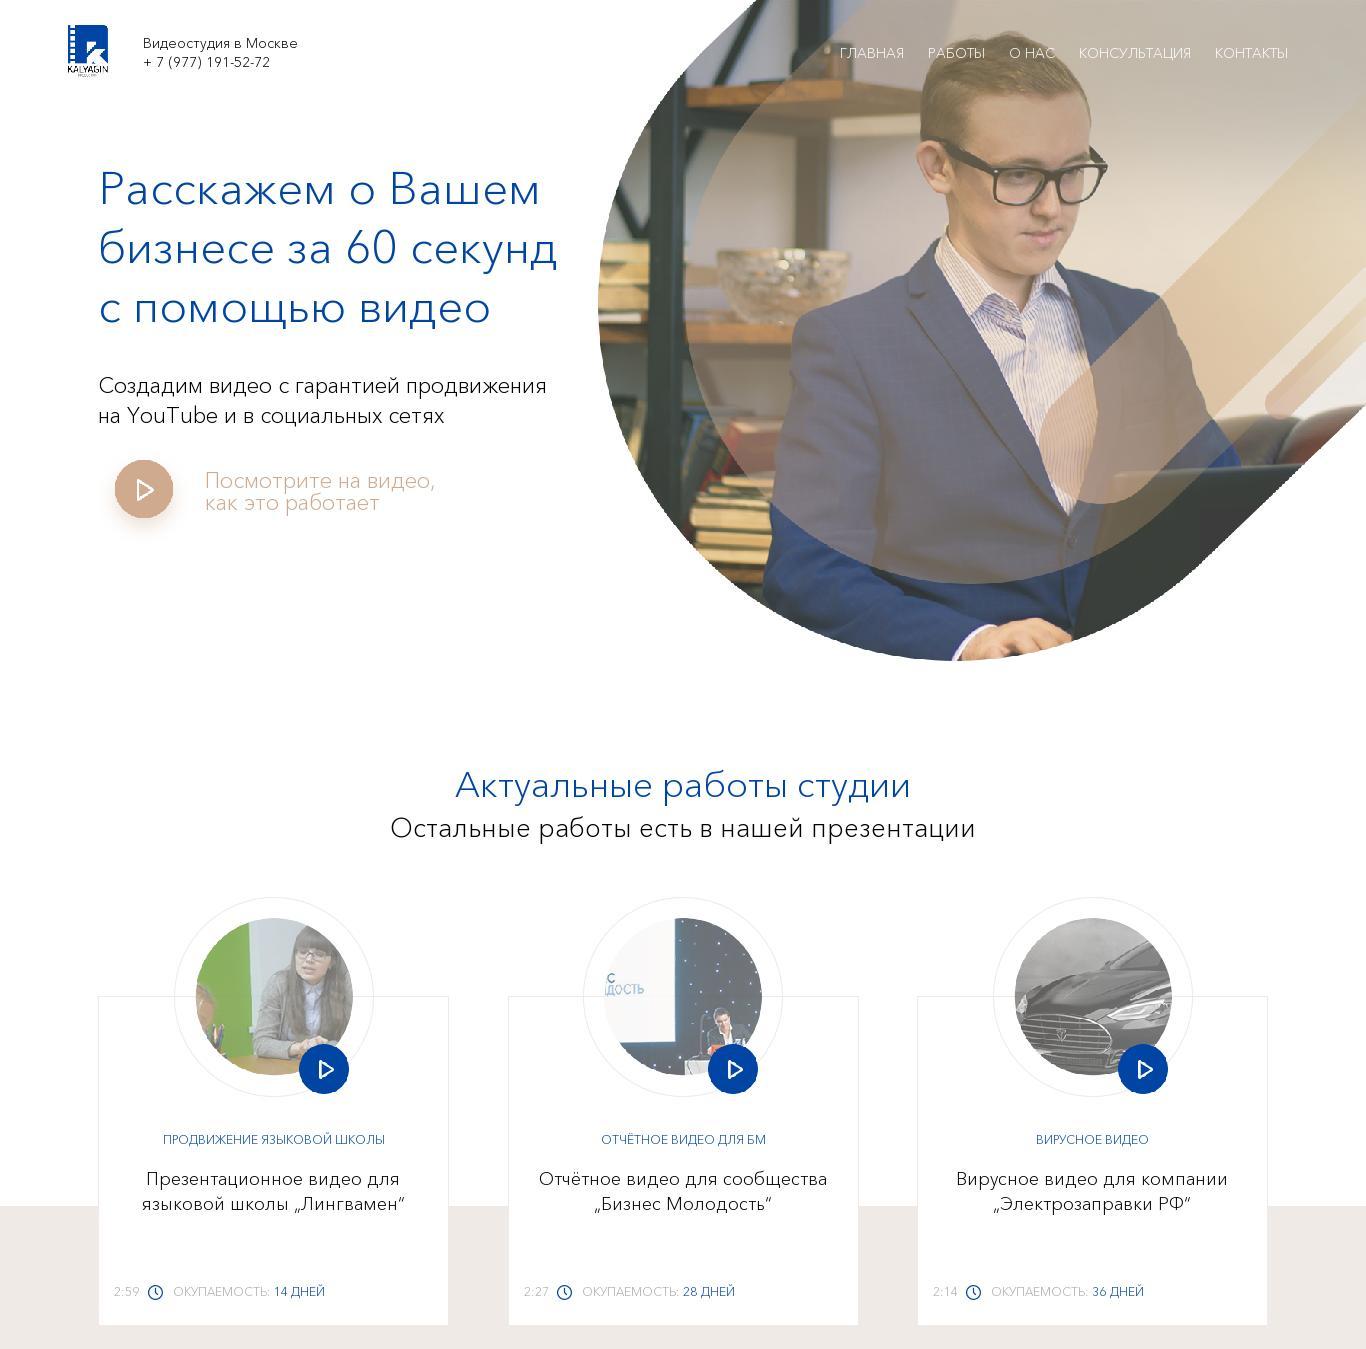 KALYAGIN
Видеостудия в Москве
+ 7 (977) 191-52-72
ГЛАВНАЯ
РАБОТЫ
О НАС
КОНСУЛЬТАЦИЯ
КОНТАКТЫ
Расскажем о Вашем
бизнесе за 60 секунд
с помощью видео
Создадим видео с гарантией продвижения
на YouTube и в социальных сетях
Посмотрите на видео,
как это работает
Актуальные работы студии
Остальные работы есть в нашей презентации
ПРОДВИЖЕНИЕ ЯЗЫКОВОЙ ШКОЛЫ
Презентационное видео для
языковой школы „Лингвамен“
2:59 ОКУПАЕМОСТЬ: 14 ДНЕЙ
ОТЧЁТНОЕ ВИДЕО ДЛЯ БМ
Отчётное видео для сообщества
„Бизнес Молодость“
2:27 ОКУПАЕМОСТЬ: 28 ДНЕЙ
ВИРУСНОЕ ВИДЕО
Вирусное видео для компании
„Электрозаправки РФ“
2:14 ОКУПАЕМОСТЬ: 36 ДНЕЙ